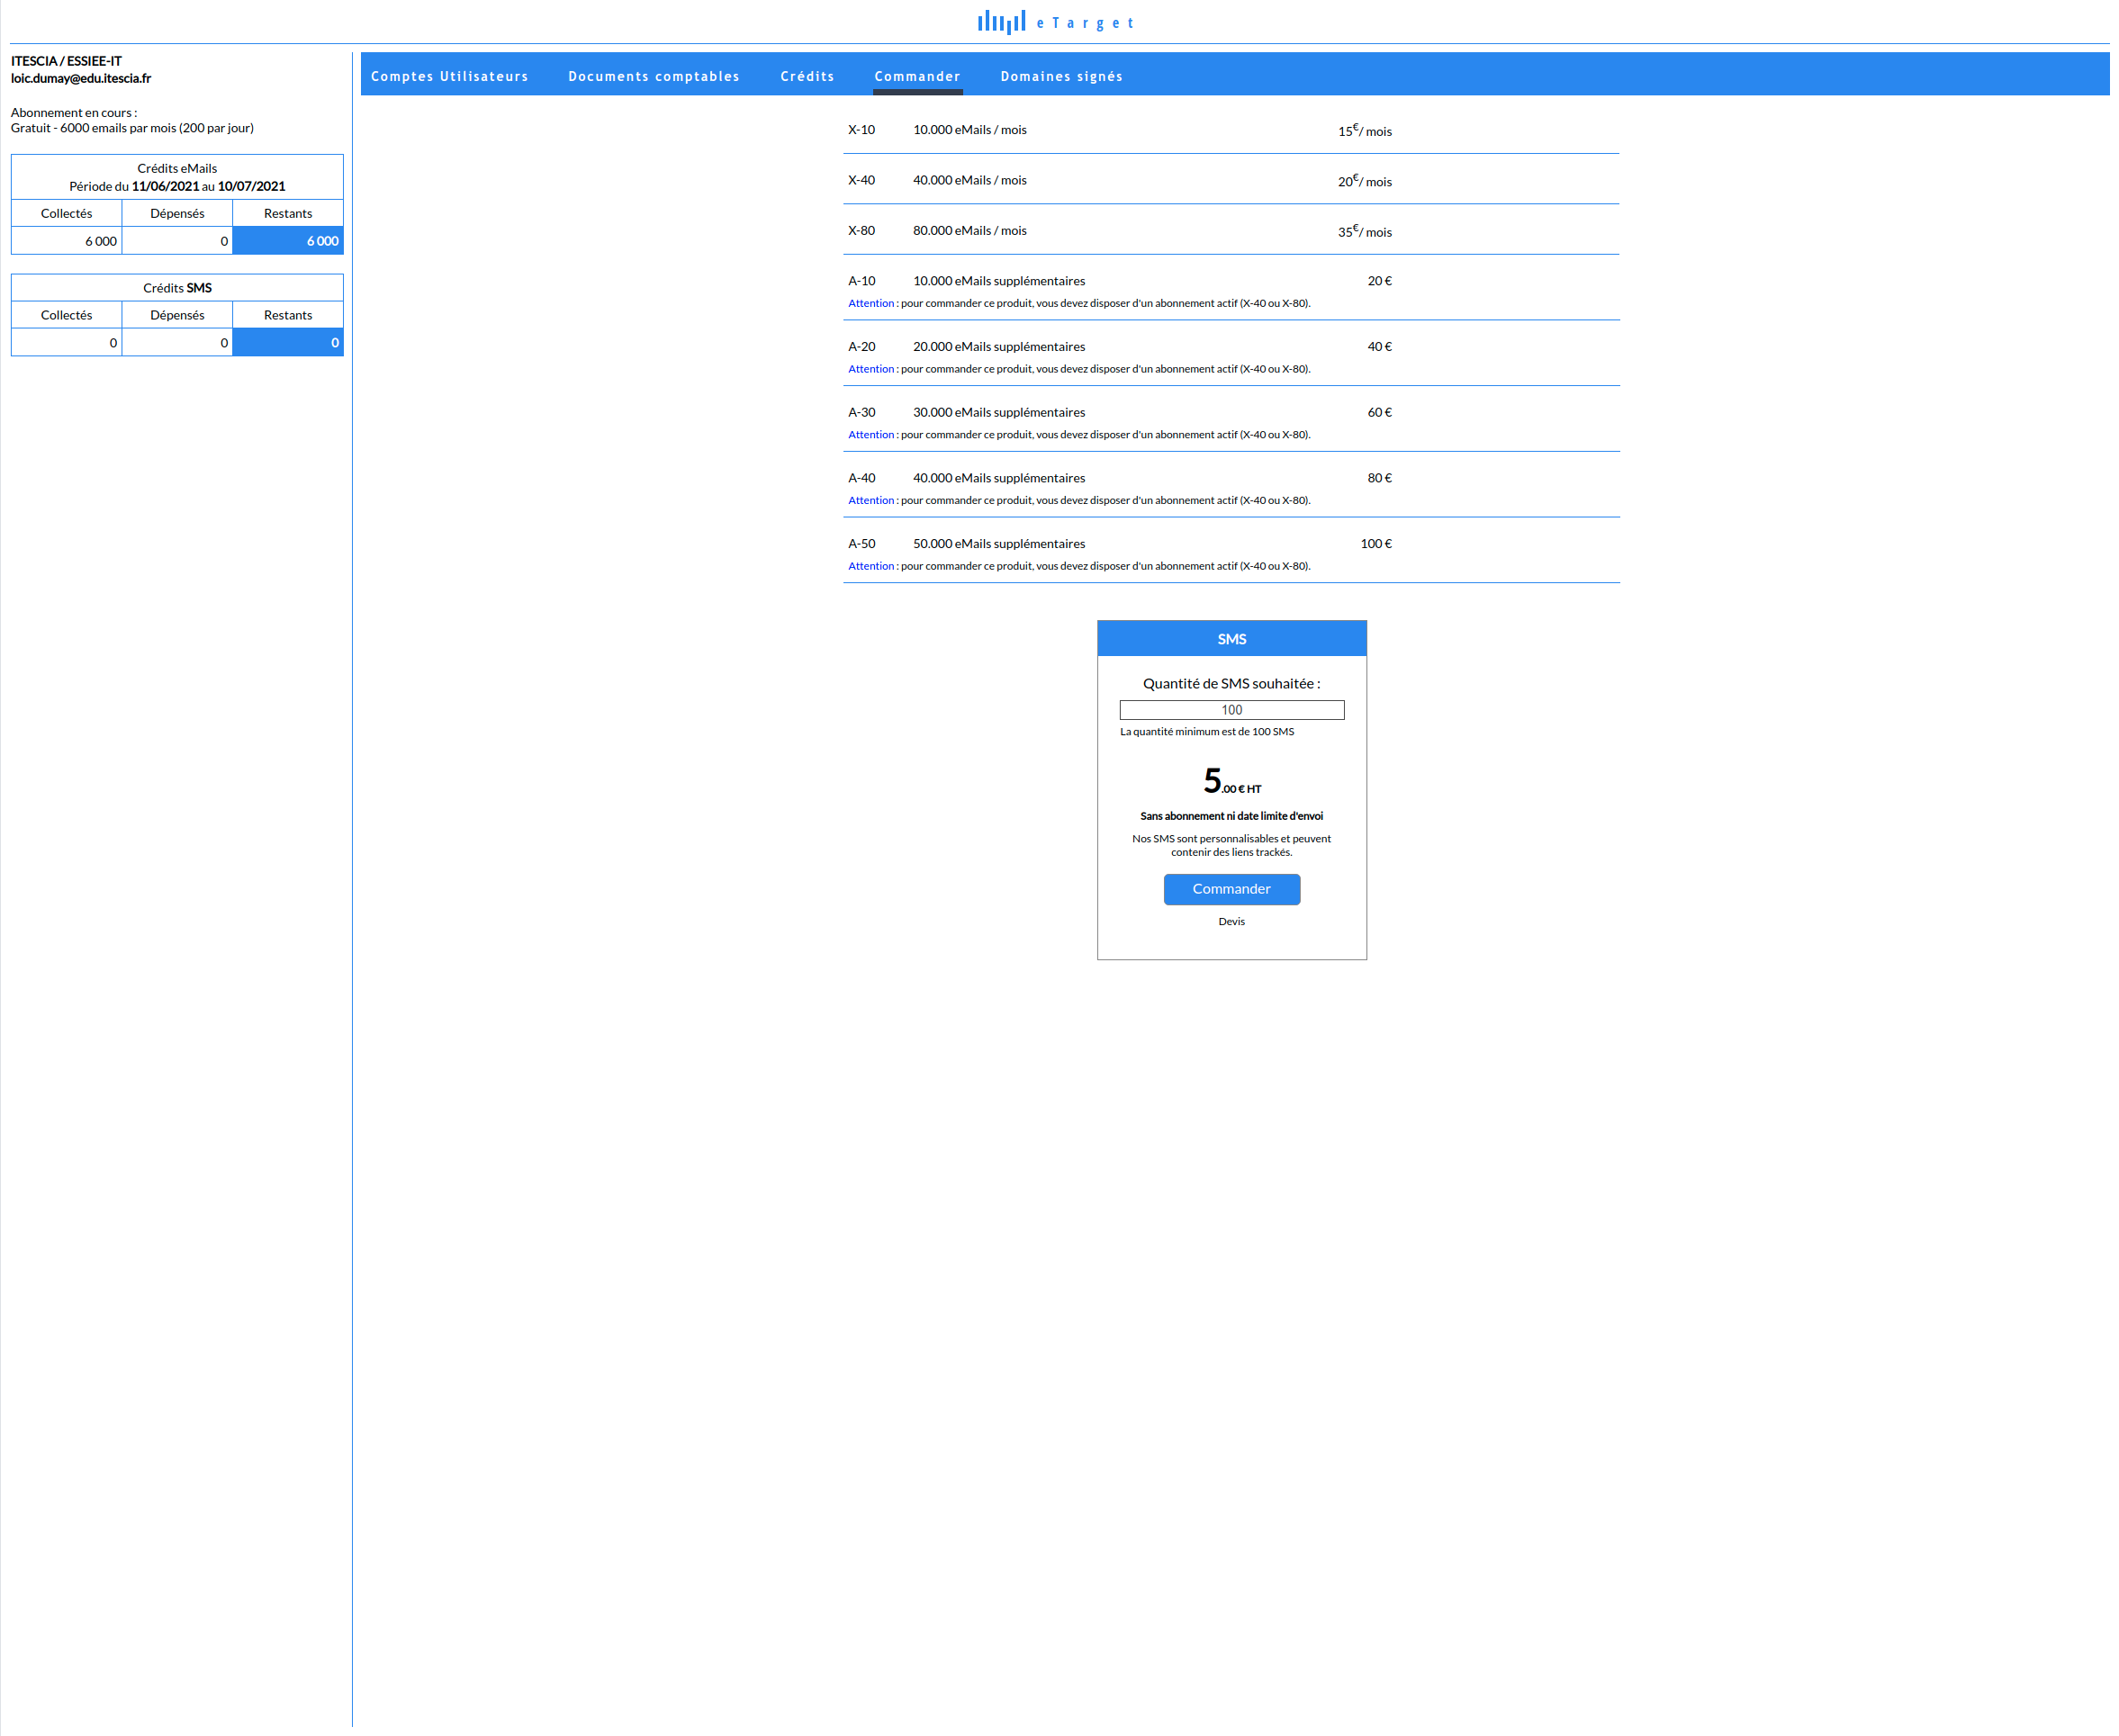 eTarget
ITESCIA / ESSIEE-IT
loic.dumay@edu.itescia.fr
Abonnement en cours :
Gratuit - 6000 emails par mois (200 par jour)
Crédits eMails
Période du 11/06/2021 au 10/07/2021
Collectés Dépensés Restants
6 000 0 6 000
Crédits SMS
Collectés Dépensés Restants
0 0 0
Comptes Utilisateurs Documents comptables Crédits Commander Domaines signés
X-10 10.000 eMails / mois 15€/ mois
X-40 40.000 eMails / mois 20€/ mois
X-80 80.000 eMails / mois 35€/ mois
A-10 10.000 eMails supplémentaires 20 €
Attention : pour commander ce produit, vous devez disposer d'un abonnement actif (X-40 ou X-80).
A-20 20.000 eMails supplémentaires 40 €
Attention : pour commander ce produit, vous devez disposer d'un abonnement actif (X-40 ou X-80).
A-30 30.000 eMails supplémentaires 60 €
Attention : pour commander ce produit, vous devez disposer d'un abonnement actif (X-40 ou X-80).
A-40 40.000 eMails supplémentaires 80 €
Attention : pour commander ce produit, vous devez disposer d'un abonnement actif (X-40 ou X-80).
A-50 50.000 eMails supplémentaires 100 €
Attention : pour commander ce produit, vous devez disposer d'un abonnement actif (X-40 ou X-80).
SMS
Quantité de SMS souhaitée :
100
La quantité minimum est de 100 SMS
5.00 € HT
Sans abonnement ni date limite d'envoi
Nos SMS sont personnalisables et peuvent
contenir des liens trackés.
Commander
Devis